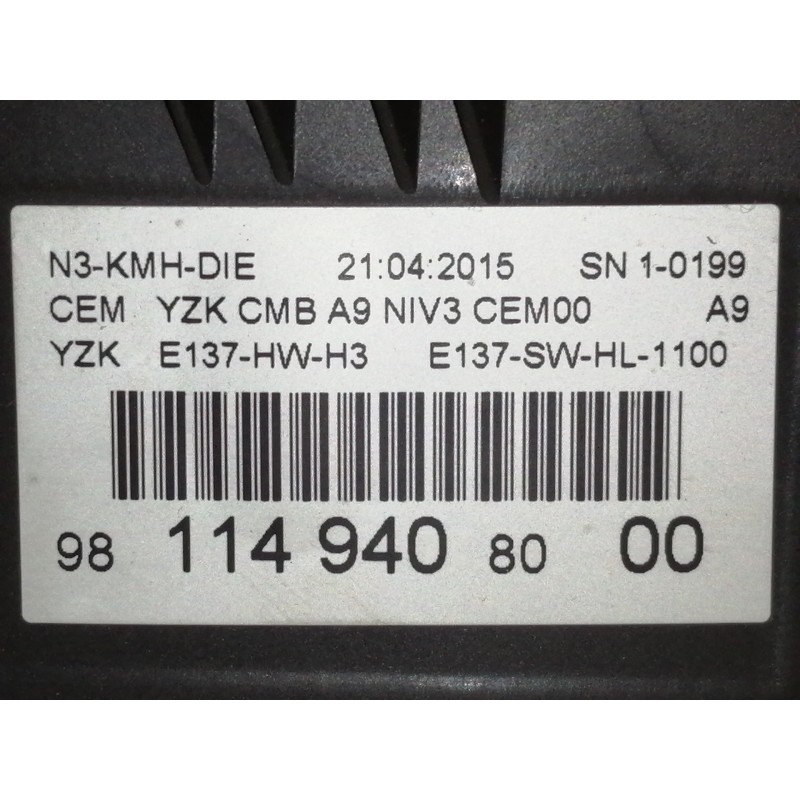 N3-KMH-DIE 21:04:2015 SN 1-0199
CEM YZK CMB A9 NIV3 CEM00 A9
YZK E137-HW-H3 E137-SW-HL-1100
98 114 940 80 00